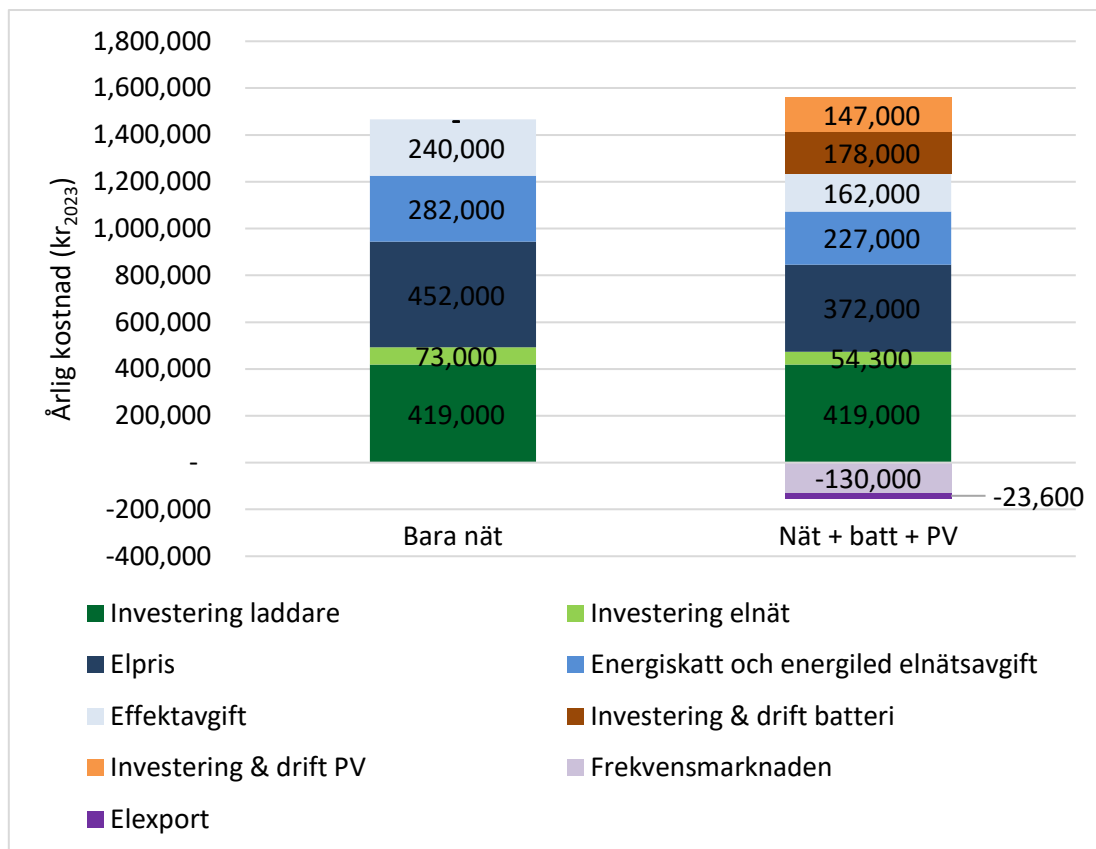 1,800,000
1,600,000
1,400,000
1,200,000
1,000,000
800,000
600,000
400,000
200,000
-
-200,000
-400,000
Årlig kostnad (kr2023)
-
240,000
282,000
452,000
73,000
419,000
147,000
178,000
162,000
227,000
372,000
54,300
419,000
-130,000
-23,600
Bara nät
Nät + batt + PV
Investering laddare
Investering elnät
Elpris
Energiskatt och energiled elnätsavgift
Effektavgift
Investering & drift batteri
Investering & drift PV
Frekvensmarknaden
Elexport